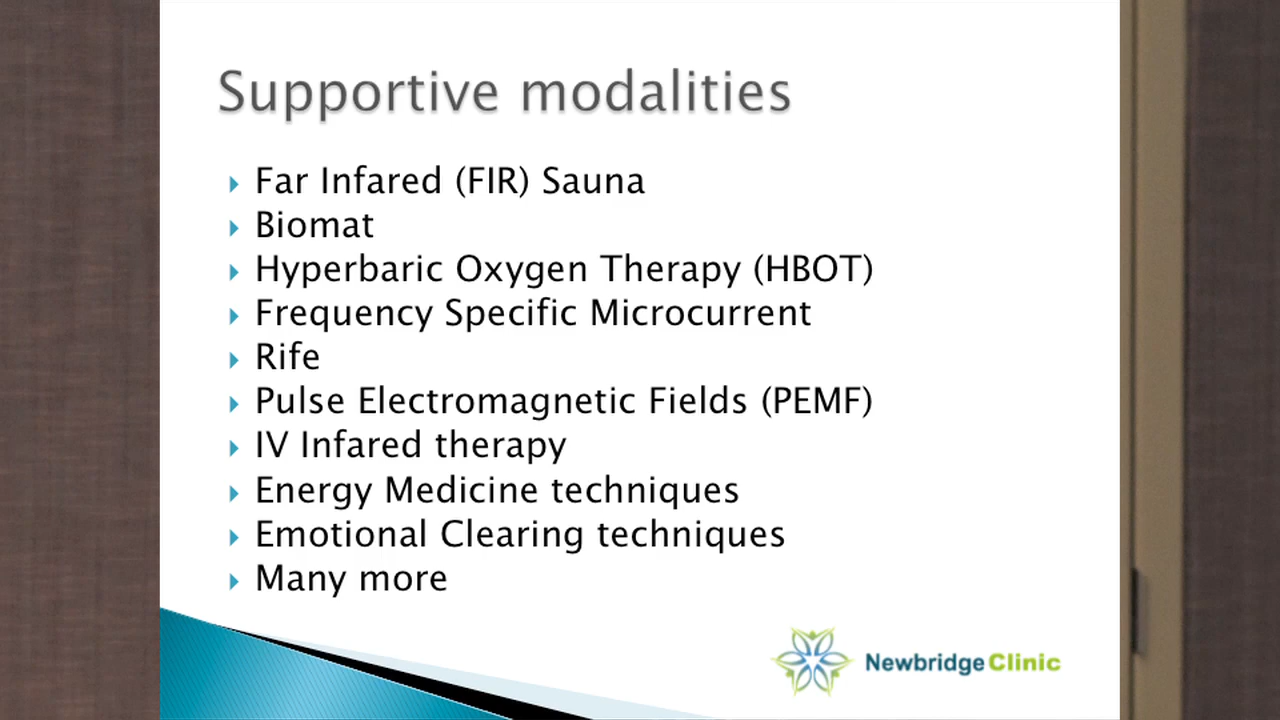 Supportive modalities
Far Infared (FIR) Sauna
Biomat
Hyperbaric Oxygen Therapy (HBOT)
Frequency Specific Microcurrent
Rife
Pulse Electromagnetic Fields (PEMF)
IV Infared therapy
Energy Medicine techniques
Emotional Clearing techniques
Many more
Newbridge Clinic